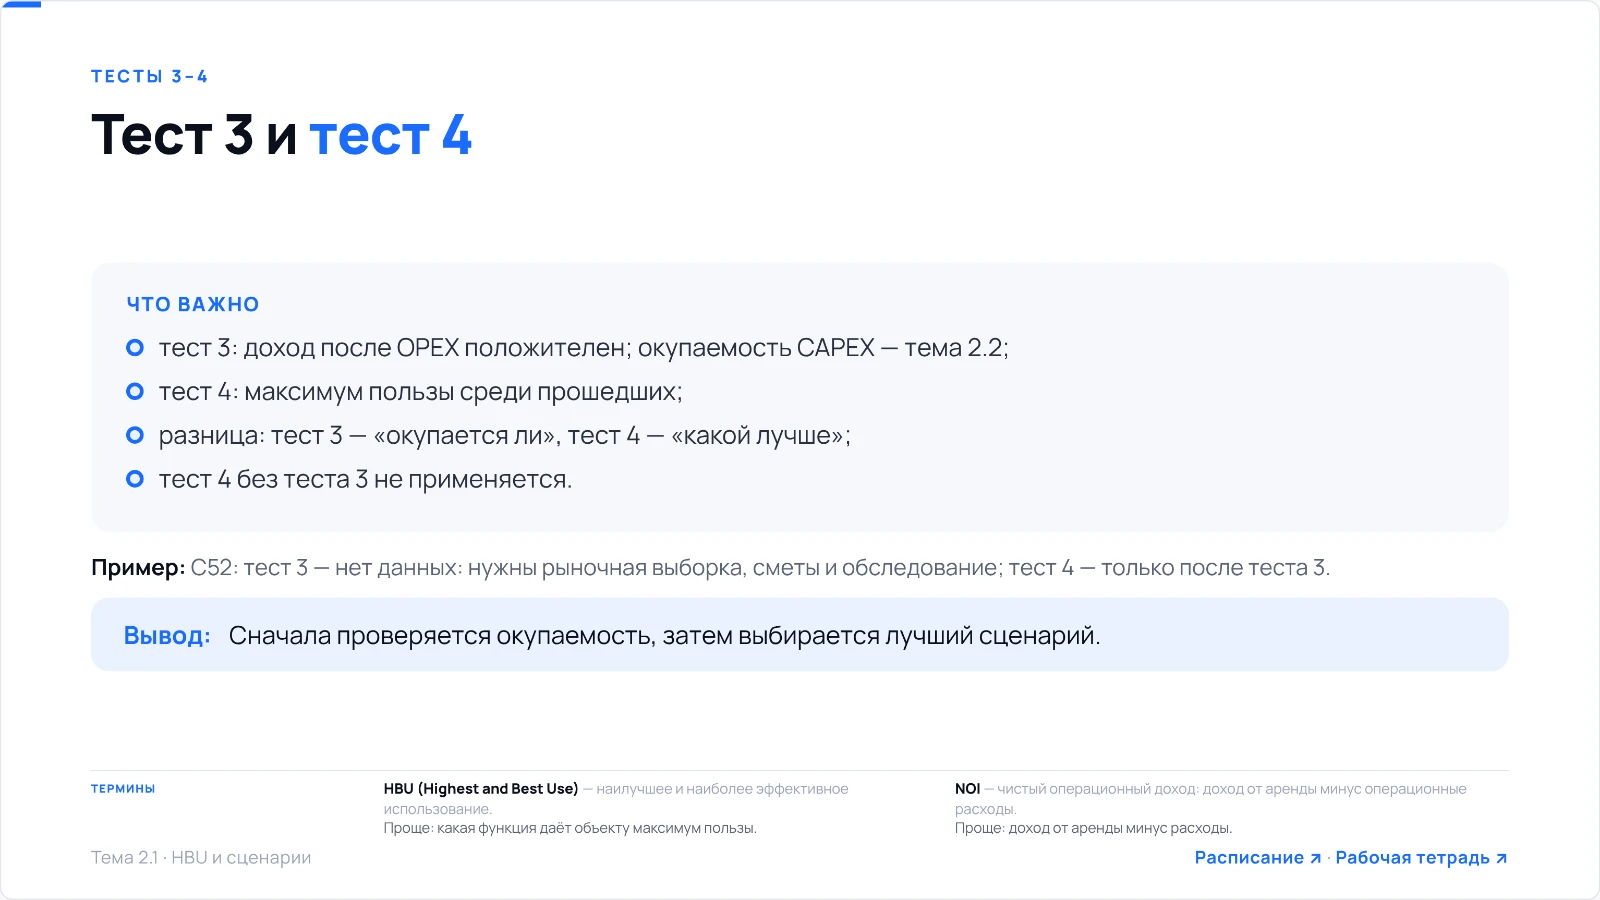 ТЕСТЫ 3–4
Тест 3 и тест 4
ЧТО ВАЖНО
тест 3: доход после OPEX положителен; окупаемость CAPEX — тема 2.2;
тест 4: максимум пользы среди прошедших;
разница: тест 3 — «окупается ли», тест 4 — «какой лучше»;
тест 4 без теста 3 не применяется.
Пример: С52: тест 3 — нет данных: нужны рыночная выборка, сметы и обследование; тест 4 — только после теста 3.
Вывод: Сначала проверяется окупаемость, затем выбирается лучший сценарий.
ТЕРМИНЫ
HBU (Highest and Best Use) — наилучшее и наиболее эффективное
использование.
Проще: какая функция даёт объекту максимум пользы.
NOI — чистый операционный доход: доход от аренды минус операционные
расходы.
Проще: доход от аренды минус расходы.
Тема 2.1 · HBU и сценарии
Расписание ↗ · Рабочая тетрадь ↗